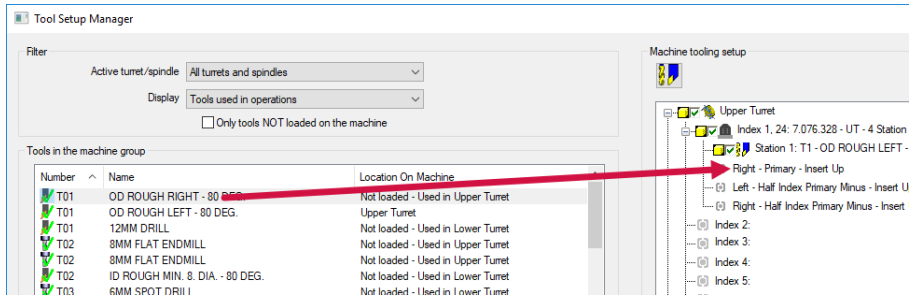 Tool Setup Manager
Filter
Active turret/spindle All turrets and spindles
Display Tools used in operations
Only tools NOT loaded on the machine
Tools in the machine group
Number Name Location On Machine
T01 OD ROUGH RIGHT - 80 DEG. Not loaded - Used in Upper Turret
T01 OD ROUGH LEFT - 80 DEG. Upper Turret
T01 12MM DRILL Not loaded - Used in Lower Turret
T02 8MM FLAT ENDMILL Not loaded - Used in Upper Turret
T02 8MM FLAT ENDMILL Not loaded - Used in Lower Turret
T02 ID ROUGH MIN. 8. DIA. - 80 DEG. Not loaded - Used in Lower Turret
T03 6MM SPOT DRILL Not loaded - Used in Lower Turret
Machine tooling setup
Upper Turret
Index 1, 24: 7.076.328 - UT - 4 Station
Station 1: T1 - OD ROUGH LEFT -
Right - Primary - Insert Up
Left - Half Index Primary Minus - Insert U
Right - Half Index Primary Minus - Insert
Index 2:
Index 3:
Index 4:
Index 5: